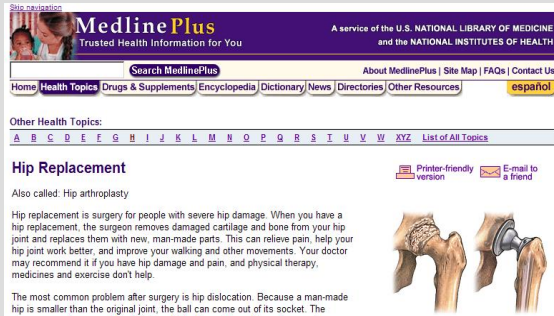 Skip navigation
MedlinePlus
Trusted Health Information for You
A service of the U.S. NATIONAL LIBRARY OF MEDICINE
and the NATIONAL INSTITUTES OF HEALTH
Search MedlinePlus
About MedlinePlus | Site Map | FAQs | Contact Us
Home Health Topics Drugs & Supplements Encyclopedia Dictionary News Directories Other Resources español
Other Health Topics:
A B C D E F G H I J K L M N O P Q R S T U V W XYZ List of All Topics
Hip Replacement
Printer-friendly version
E-mail to a friend
Also called: Hip arthroplasty
Hip replacement is surgery for people with severe hip damage. When you have a
hip replacement, the surgeon removes damaged cartilage and bone from your hip
joint and replaces them with new, man-made parts. This can relieve pain, help your
hip joint work better, and improve your walking and other movements. Your doctor
may recommend it if you have hip damage and pain, and physical therapy,
medicines and exercise don't help.
The most common problem after surgery is hip dislocation. Because a man-made
hip is smaller than the original joint, the ball can come out of its socket. The